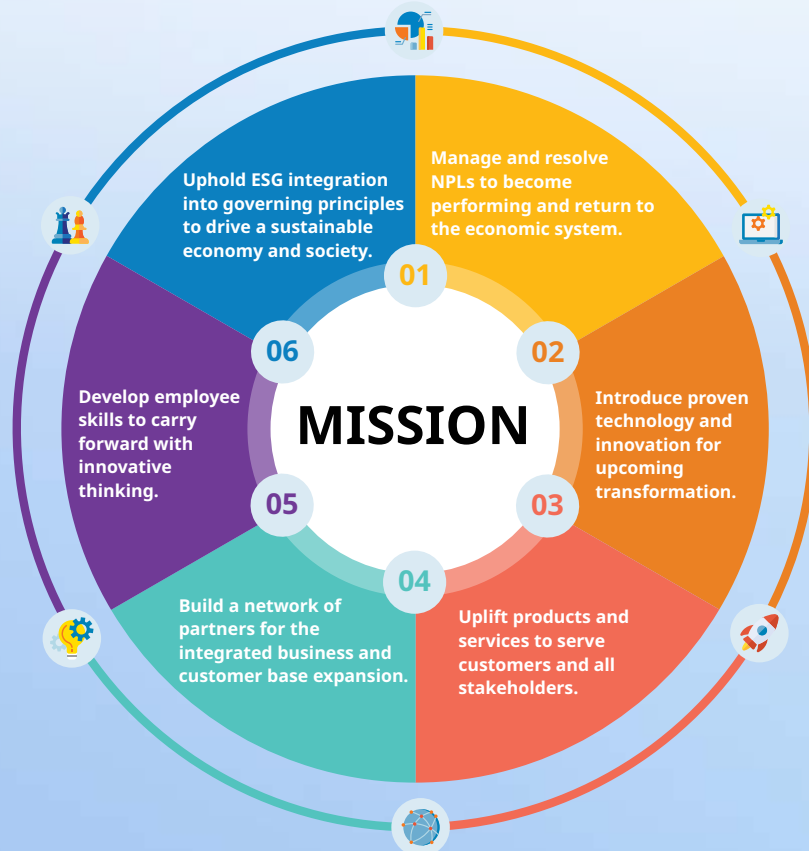 MISSION
01
Manage and resolve
NPLs to become
performing and return to
the economic system.
02
Introduce proven
technology and
innovation for
upcoming
transformation.
03
Uplift products and
services to serve
customers and all
stakeholders.
04
Build a network of
partners for the
integrated business and
customer base expansion.
05
Develop employee
skills to carry
forward with
innovative
thinking.
06
Uphold ESG integration
into governing principles
to drive a sustainable
economy and society.